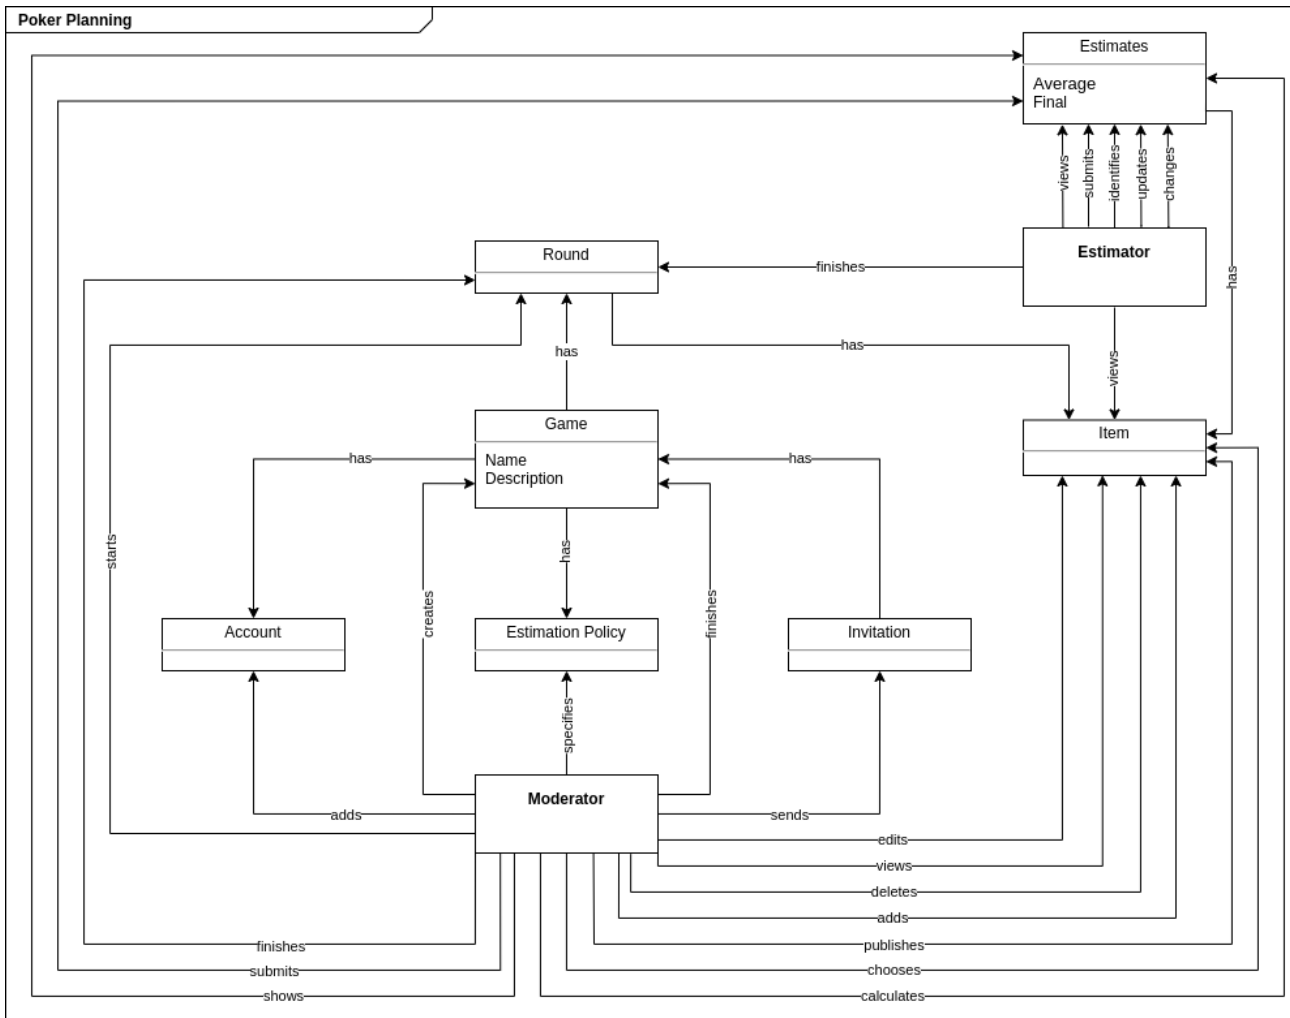 Poker Planning
Estimates
Average
Final
views
submits
identifies
updates
changes
Estimator
Round
finishes
has
has
has
views
Game
Name
Description
Item
has
has
starts
has
creates
finishes
Account
Estimation Policy
Invitation
specifies
Moderator
adds
sends
edits
views
deletes
adds
finishes
publishes
submits
chooses
shows
calculates